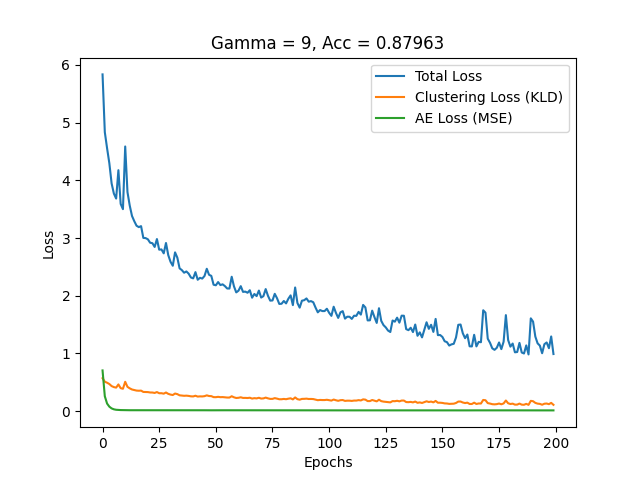 Gamma = 9, Acc = 0.87963
Total Loss
Clustering Loss (KLD)
AE Loss (MSE)
6
5
4
3
2
1
0
Loss
0
25
50
75
100
125
150
175
200
Epochs